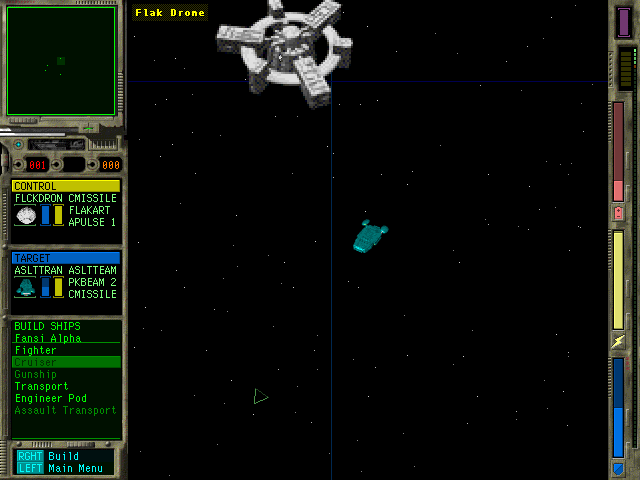 Flak Drone
001 000
CONTROL
FLCKDRON CMISSILE
FLAKART
APULSE 1
TARGET
ASLTTRAN ASLTTEAM
PKBEAM 2
CMISSILE
BUILD SHIPS
Fansi Alpha
Fighter
Cruiser
Gunship
Transport
Engineer Pod
Assault Transport
RGHT Build
LEFT Main Menu